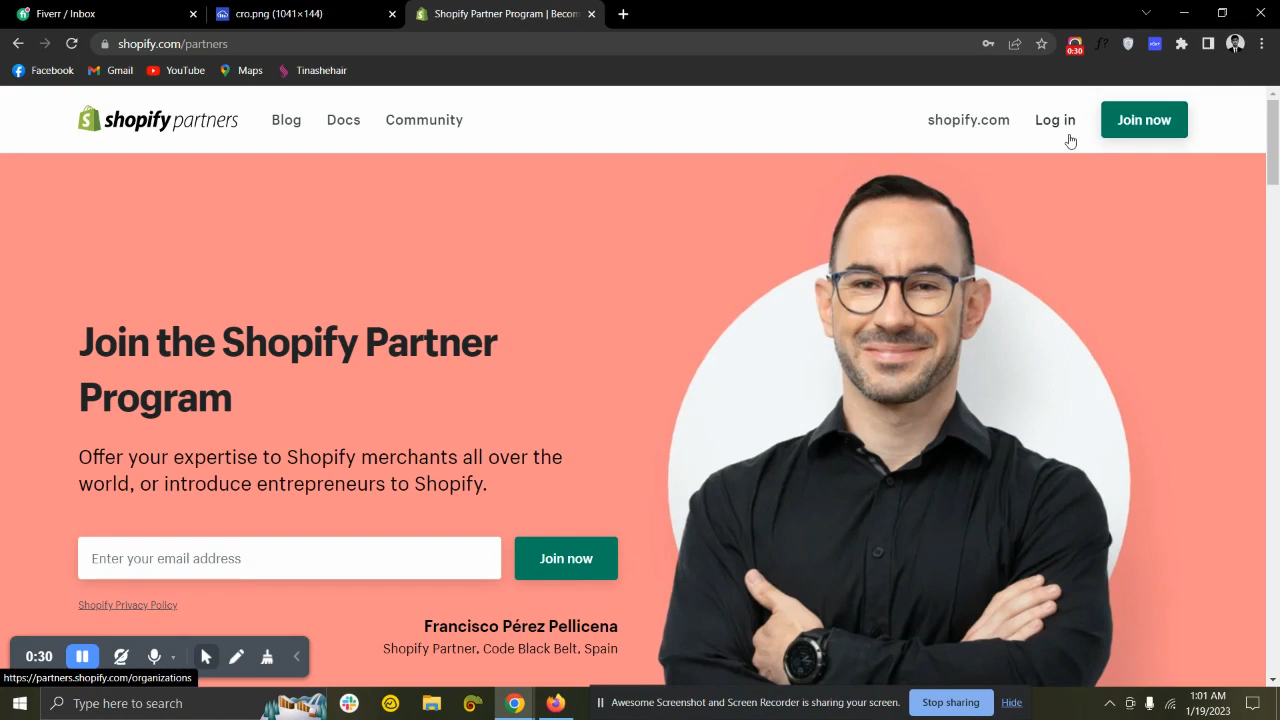 Fiverr / Inbox
cro.png (1041×144)
Shopify Partner Program | Becom
shopify.com/partners
0:30
f?
Facebook
Gmail
YouTube
Maps
Tinashehair
shopify partners
Blog
Docs
Community
shopify.com
Log in
Join now
Join the Shopify Partner
Program
Offer your expertise to Shopify merchants all over the
world, or introduce entrepreneurs to Shopify.
Enter your email address
Join now
Shopify Privacy Policy
Francisco Pérez Pellicena
Shopify Partner, Code Black Belt, Spain
0:30
https://partners.shopify.com/organizations
Type here to search
Awesome Screenshot and Screen Recorder is sharing your screen.
Stop sharing
Hide
1:01 AM
1/19/2023